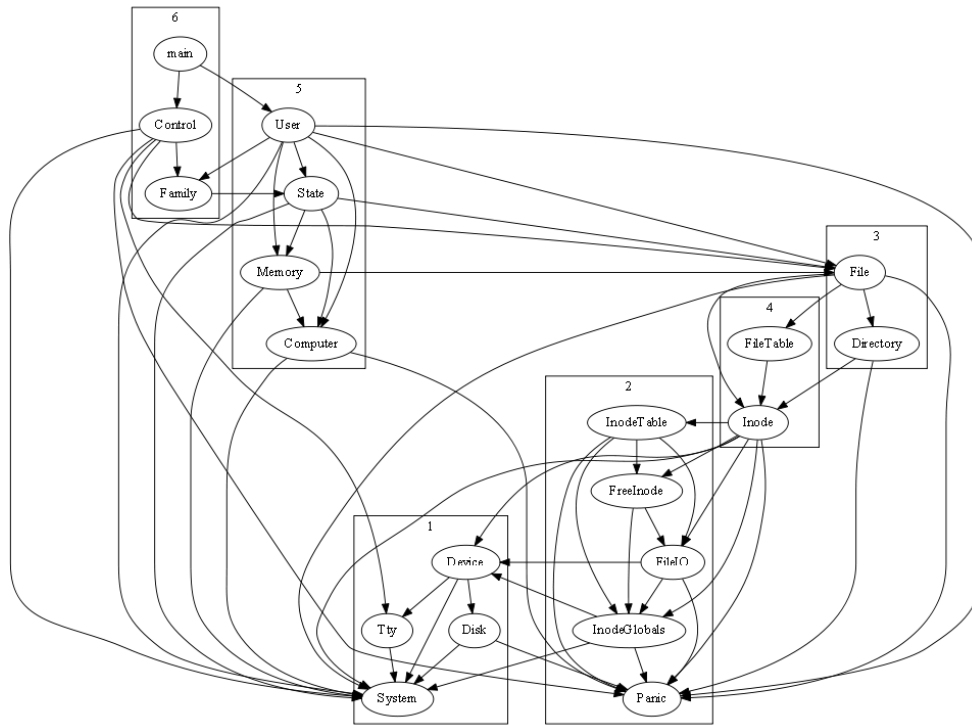 6
main
5
Control
User
Family
State
3
Memory
File
4
Computer
FileTable
Directory
2
InodeTable
Inode
FreeInode
1
Device
FileIO
Tty
Disk
InodeGlobals
System
Panic